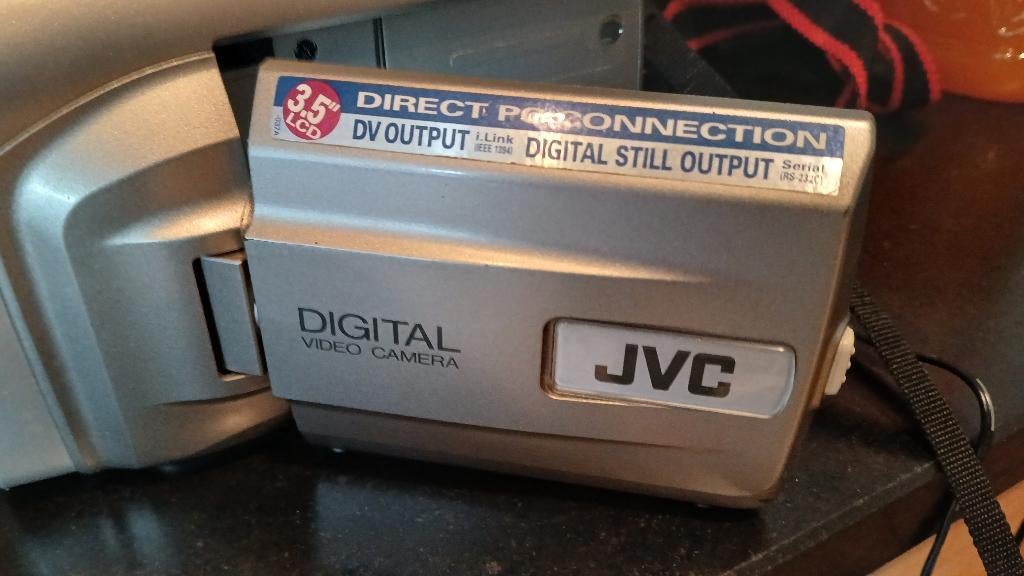 3.5"
LCD
DIRECT PC CONNECTION
DV OUTPUT i.Link (IEEE 1394) DIGITAL STILL OUTPUT Serial (RS-232C)
DIGITAL
VIDEO CAMERA
JVC